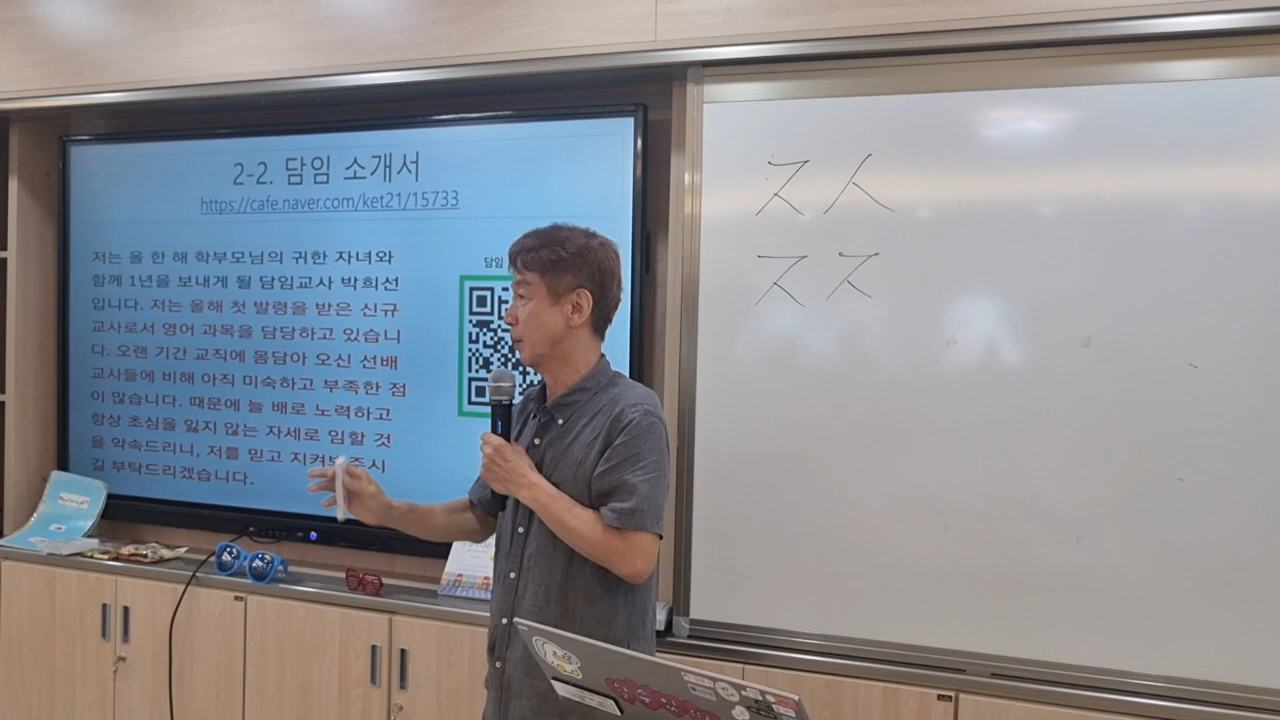 2-2. 담임 소개서
https://cafe.naver.com/ket21/15733
저는 올 한 해 학부모님의 귀한 자녀와
함께 1년을 보내게 될 담임교사 박희선
입니다. 저는 올해 첫 발령을 받은 신규
교사로서 영어 과목을 담당하고 있습니
다. 오랜 기간 교직에 몸담아 오신 선배
교사들에 비해 아직 미숙하고 부족한 점
이 많습니다. 때문에 늘 배로 노력하고
항상 초심을 잃지 않는 자세로 임할 것
을 약속드리니, 저를 믿고 지켜봐 주시
길 부탁드리겠습니다.
담임
ㅈㅅ
ㅈㅈ